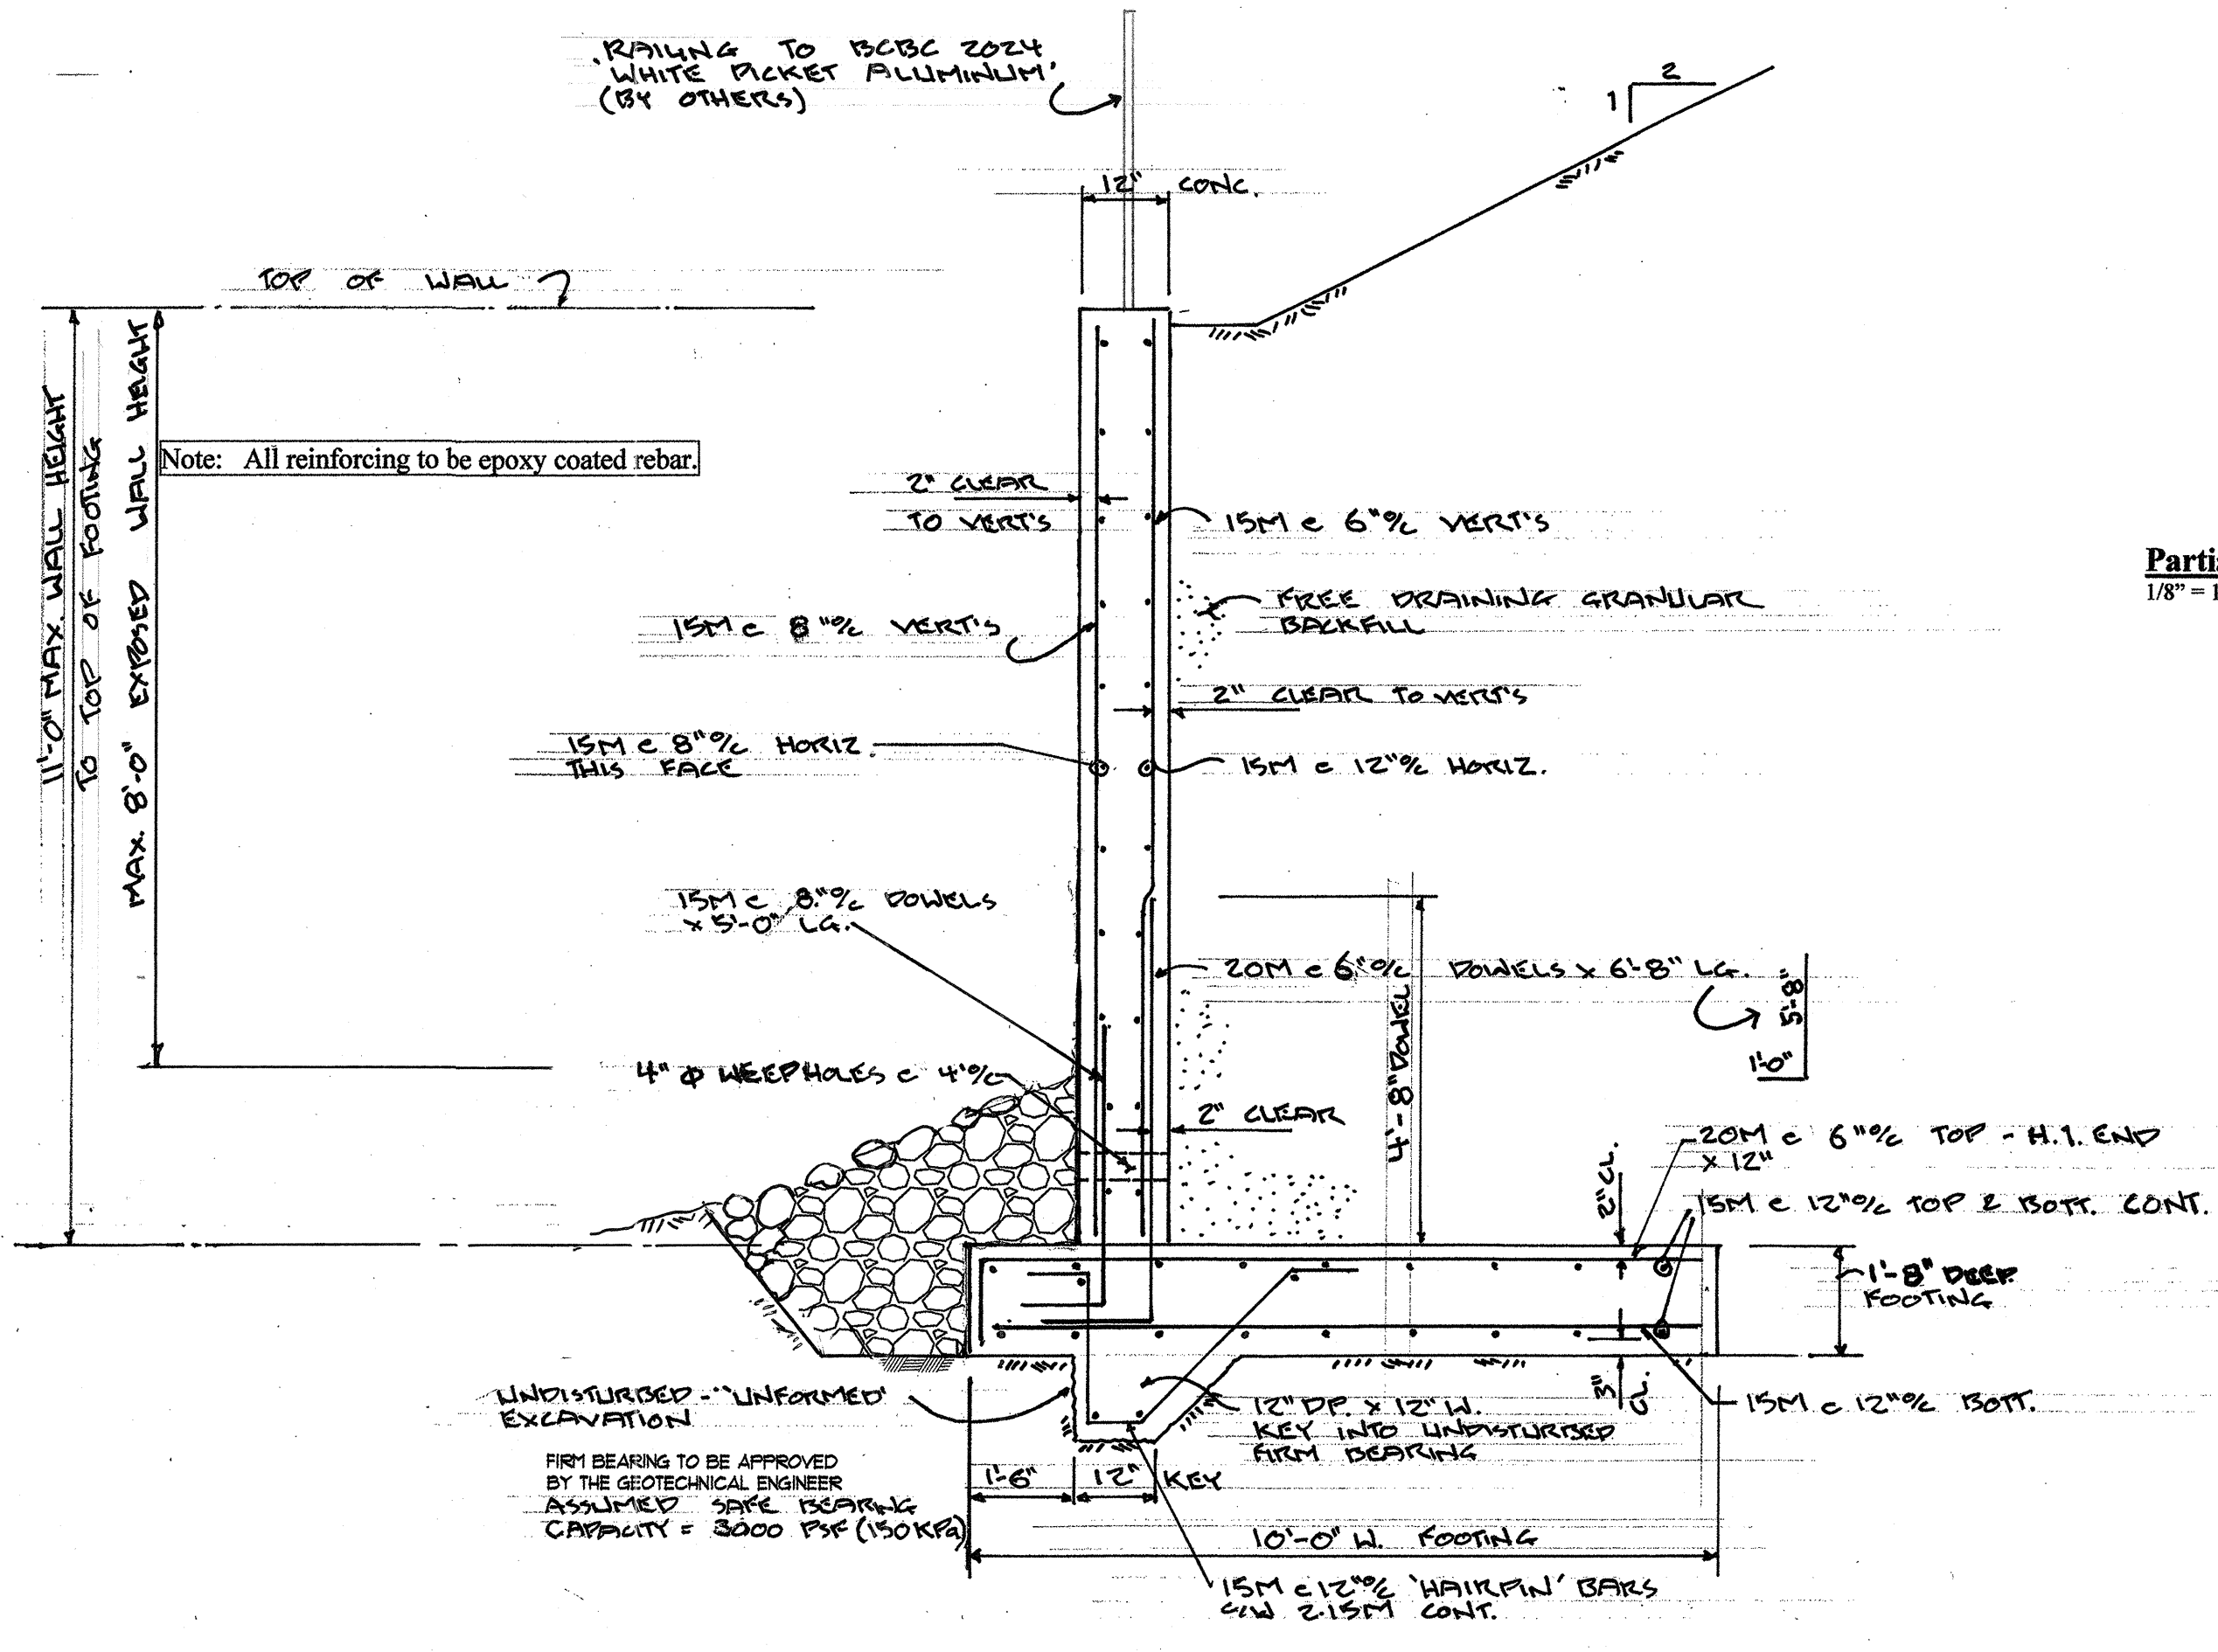 RAILING TO BCBC 2024
'WHITE PICKET ALUMINUM'
(BY OTHERS)
2
1
12" CONC.
TOP OF WALL
11'-0" MAX. WALL HEIGHT
TO TOP OF FOOTING
MAX. 8'-0" EXPOSED WALL HEIGHT
Note: All reinforcing to be epoxy coated rebar.
2" CLEAR
TO VERT'S
15M @ 6" O/C VERT'S
1/8" = 1
FREE DRAINING GRANULAR
BACKFILL
15M @ 8" O/C VERT'S
2" CLEAR TO VERT'S
15M @ 8" O/C HORIZ.
THIS FACE
15M @ 12" O/C HORIZ.
15M @ 8" O/C DOWELS
x 5'-0" LG.
20M @ 6" O/C DOWELS x 6'-8" LG.
5'-8"
1'-0"
4'-8" DOWEL
4" Φ WEEPHOLES @ 4' O/C
2" CLEAR
2" CL.
20M @ 6" O/C TOP - H.1. END
x 12"
15M @ 12" O/C TOP & BOTT. CONT.
1'-8" DEEP
FOOTING
3" CL.
15M @ 12" O/C BOTT.
UNDISTURBED - 'UNFORMED'
EXCAVATION
12" DP. x 12" W.
KEY INTO UNDISTURBED
FIRM BEARING
FIRM BEARING TO BE APPROVED
BY THE GEOTECHNICAL ENGINEER
ASSUMED SAFE BEARING
CAPACITY = 3000 PSF (150 KPa)
1'-6" 12" KEY
10'-0" W. FOOTING
15M @ 12" O/C 'HAIRPIN' BARS
C/W 2-15M CONT.